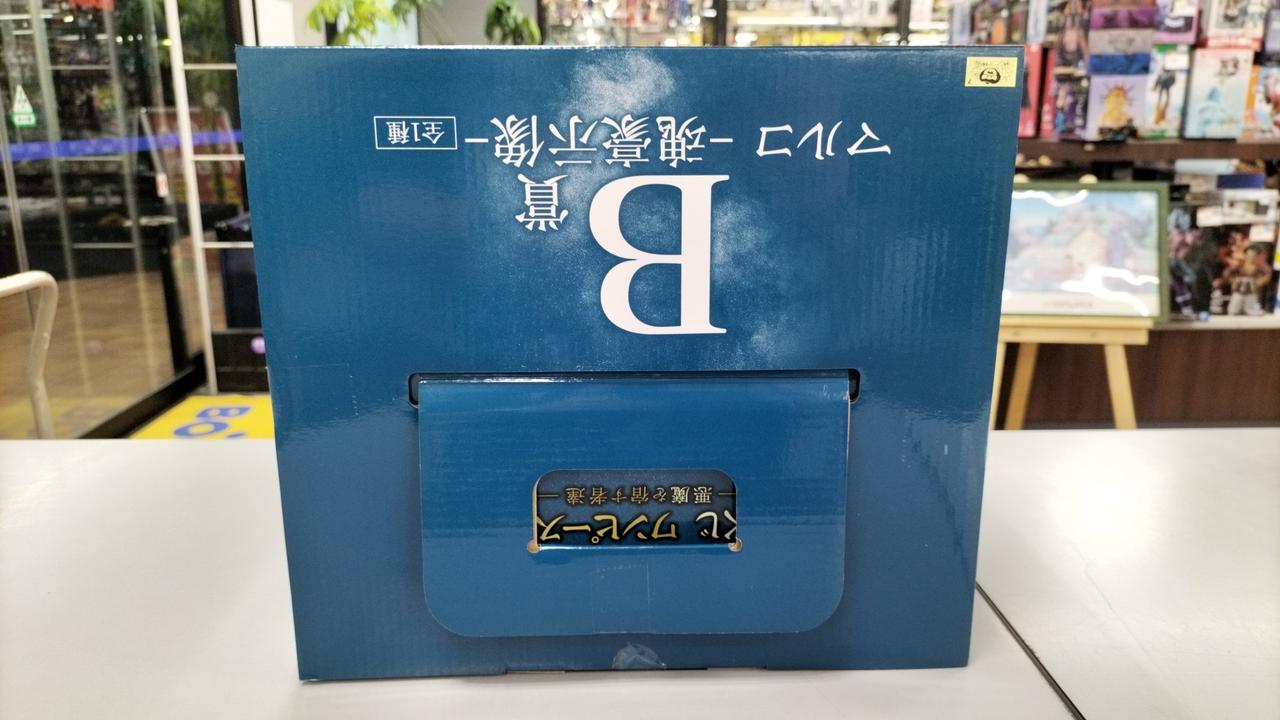 B賞
マルコ -魂豪示像- 全1種
くじ ワンピース
―悪魔を宿す者達―
Bo